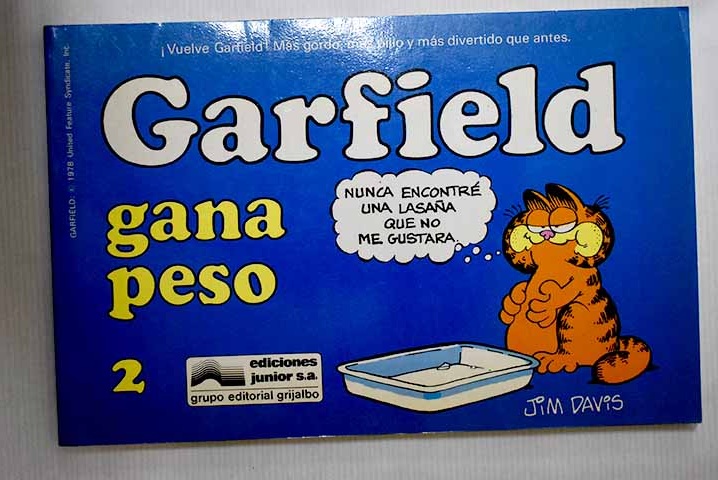 ¡Vuelve Garfield! Más gordo, más pillo y más divertido que antes.
Garfield
gana
peso
2
NUNCA ENCONTRÉ
UNA LASAÑA
QUE NO
ME GUSTARA.
ediciones
junior s.a.
grupo editorial grijalbo
JIM DAVIS
GARFIELD: © 1978 United Feature Syndicate, Inc.